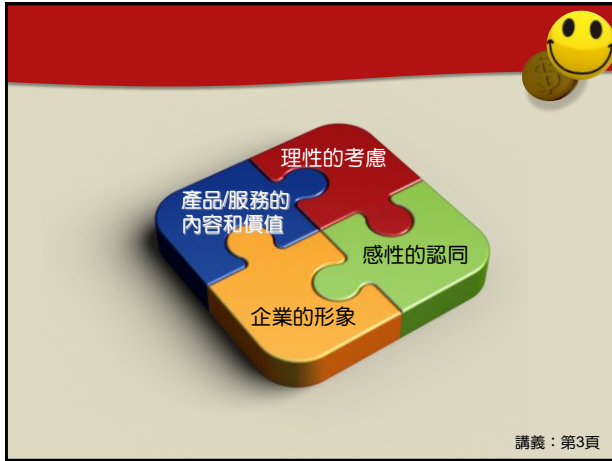 理性的考慮
產品/服務的
內容和價值
感性的認同
企業的形象
講義：第3頁